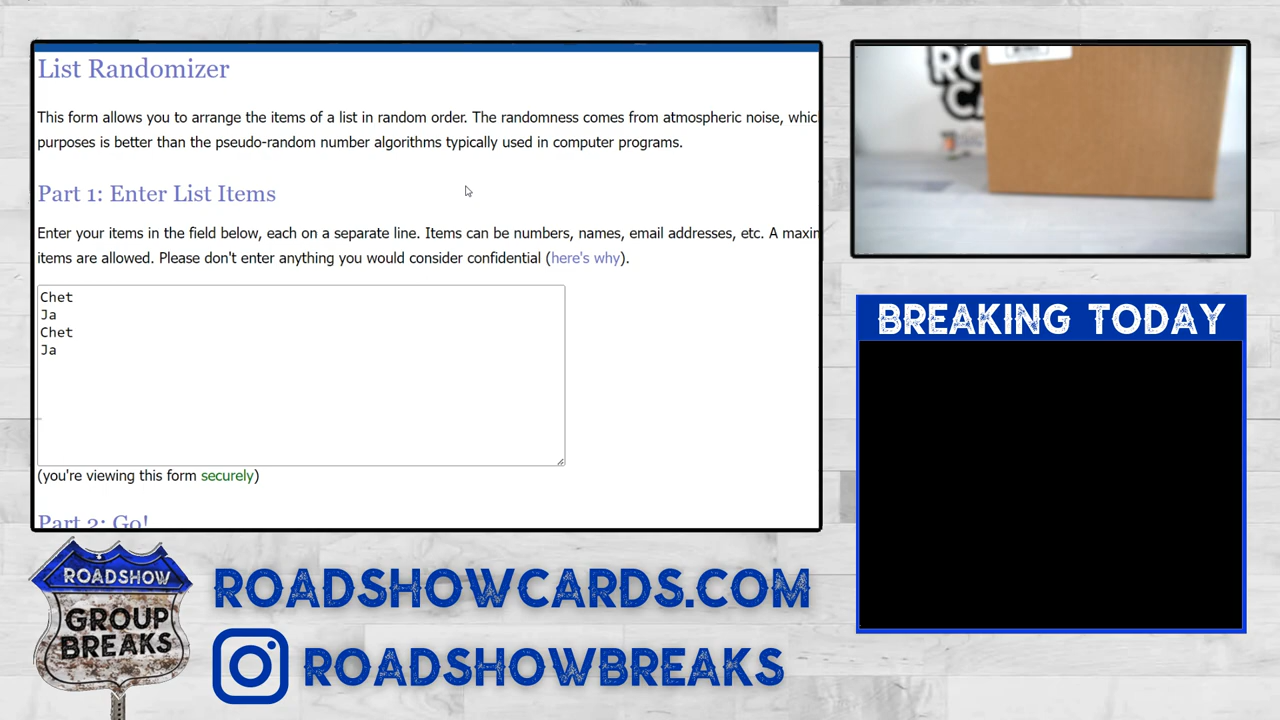 List Randomizer
This form allows you to arrange the items of a list in random order. The randomness comes from atmospheric noise,
purposes is better than the pseudo-random number algorithms typically used in computer programs.
Part 1: Enter List Items
Enter your items in the field below, each on a separate line. Items can be numbers, names, email addresses, etc. A
items are allowed. Please don't enter anything you would consider confidential (here's why).
Chet
Ja
Chet
Ja
(you're viewing this form securely)
Part 2: Go!
BREAKING TODAY
ROADSHOW
GROUP
BREAKS
ROADSHOWCARDS.COM
ROADSHOWBREAKS